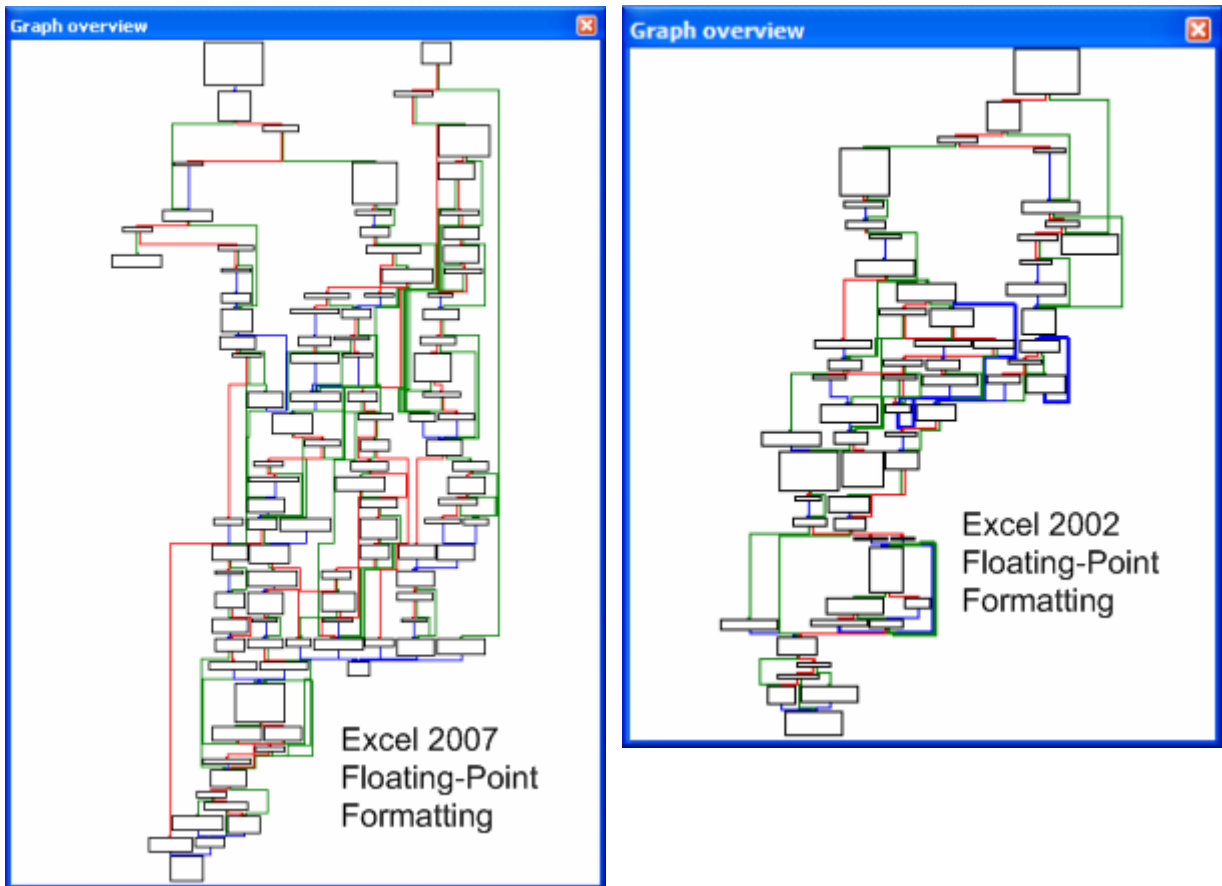 Graph overview
Excel 2007
Floating-Point
Formatting
Graph overview
Excel 2002
Floating-Point
Formatting